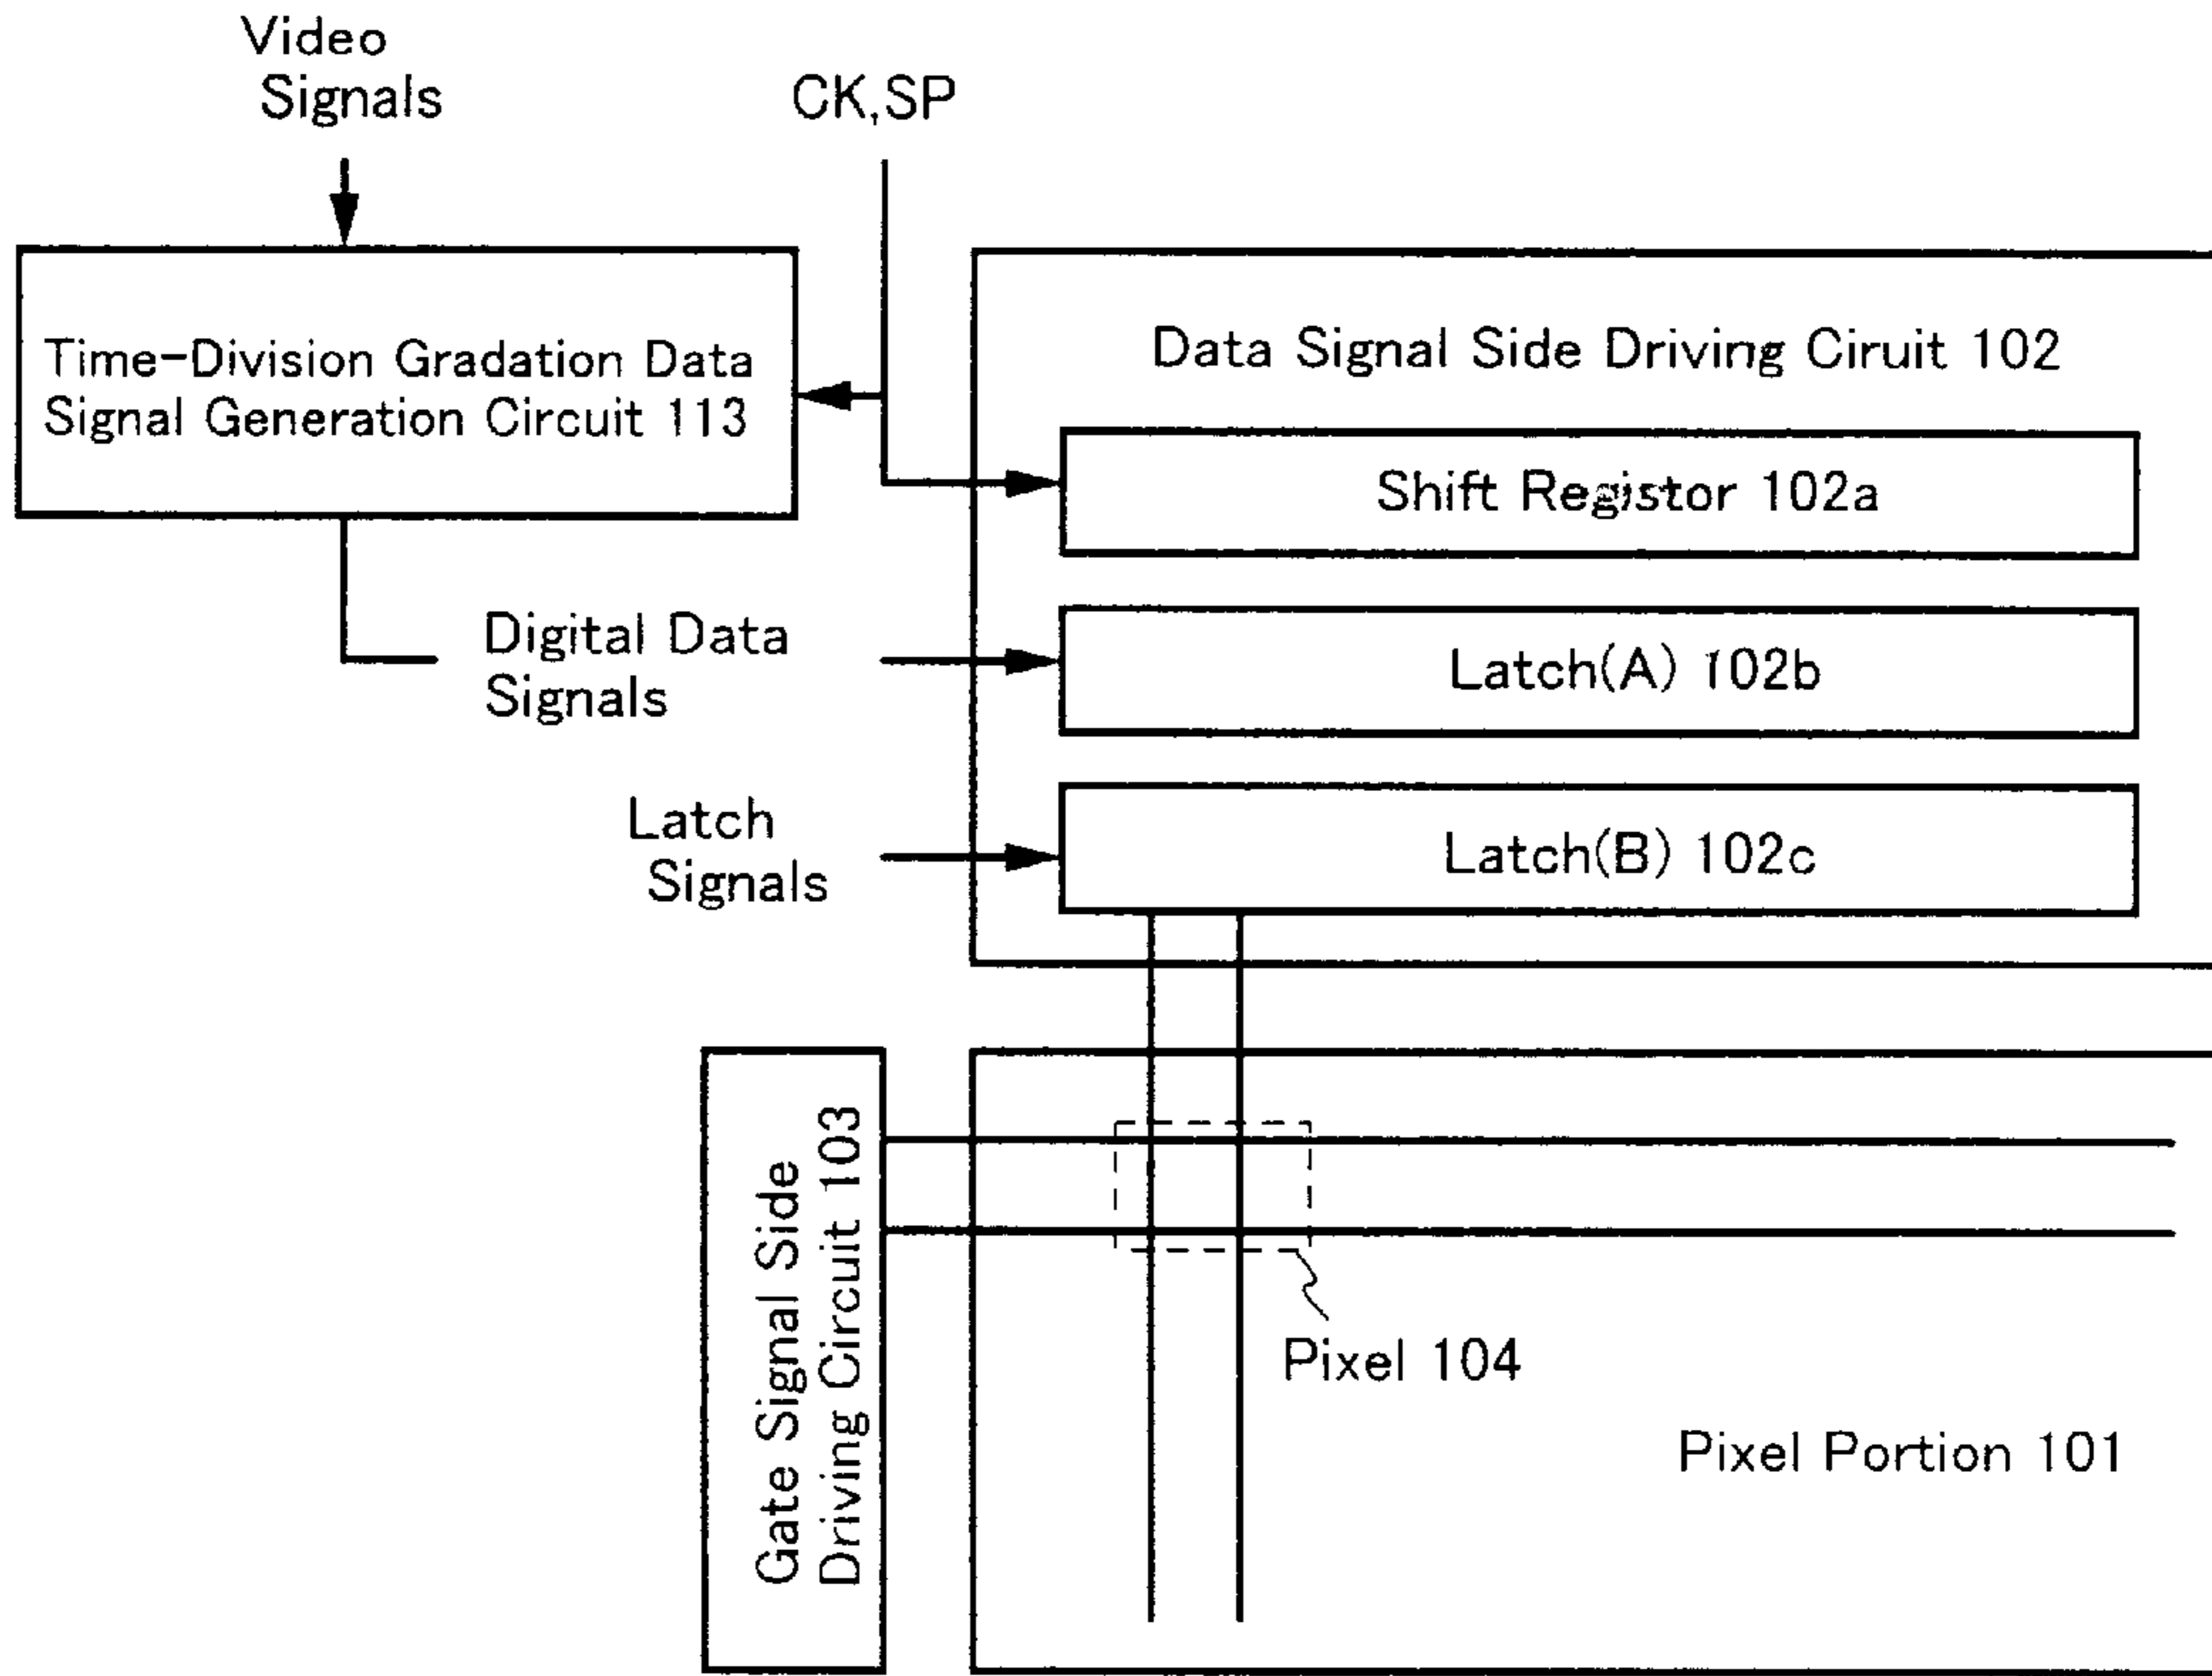 Video
Signals
CK,SP
Time-Division Gradation Data
Signal Generation Circuit 113
Data Signal Side Driving Ciruit 102
Shift Registor 102a
Digital Data
Signals
Latch(A) 102b
Latch
Signals
Latch(B) 102c
Gate Signal Side
Driving Circuit 103
Pixel 104
Pixel Portion 101